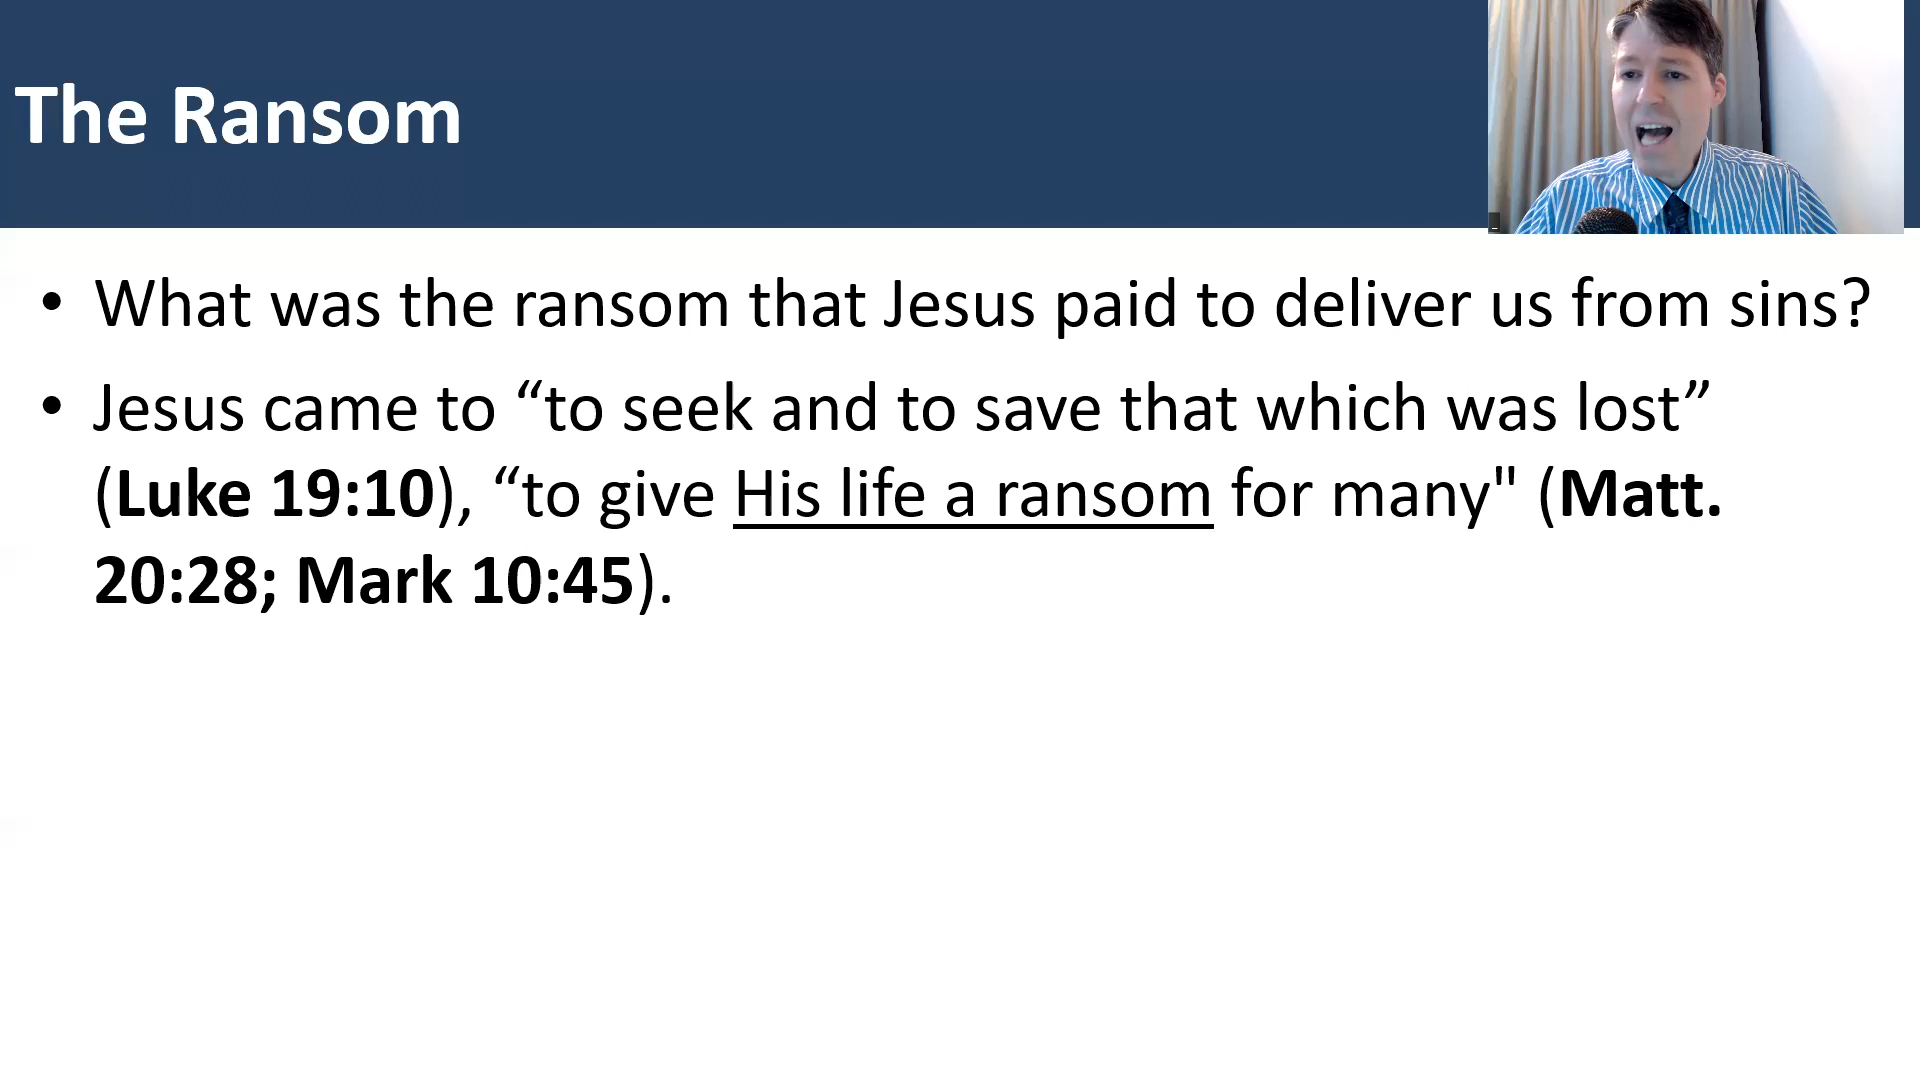 The Ransom
• What was the ransom that Jesus paid to deliver us from sins?
• Jesus came to “to seek and to save that which was lost”
(Luke 19:10), “to give His life a ransom for many" (Matt.
20:28; Mark 10:45).